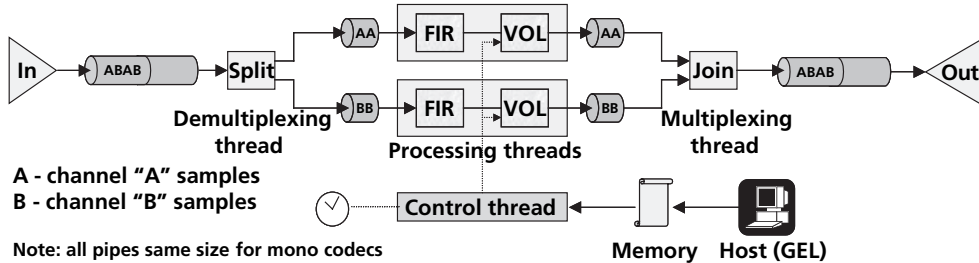 AA
FIR
VOL
AA
In
ABAB
Split
Join
ABAB
Out
BB
FIR
VOL
BB
Demultiplexing
thread
Processing threads
Multiplexing
thread
A - channel “A” samples
B - channel “B” samples
Control thread
Memory
Host (GEL)
Note: all pipes same size for mono codecs